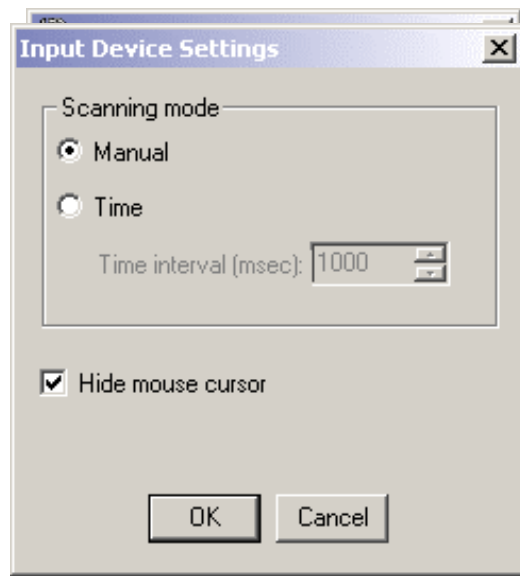 Input Device Settings
Scanning mode
Manual
Time
Time interval (msec): 1000
Hide mouse cursor
OK Cancel